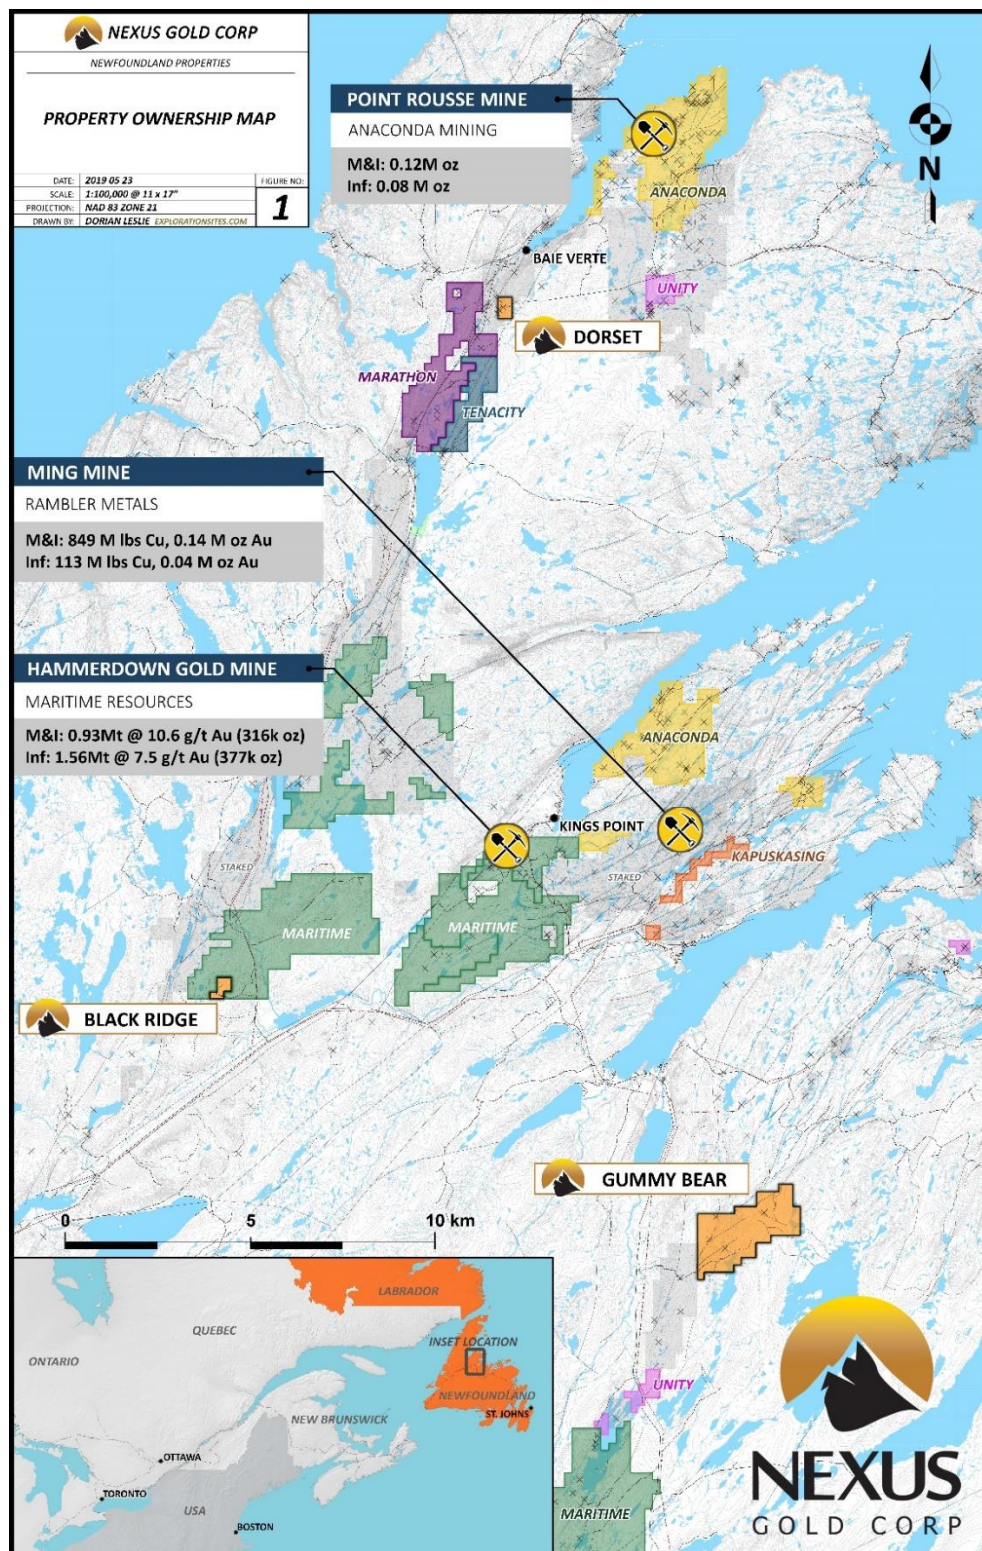 NEXUS GOLD CORP
NEWFOUNDLAND PROPERTIES
PROPERTY OWNERSHIP MAP
DATE: 2019 05 23
SCALE: 1:100,000 @ 11 x 17"
PROJECTION: NAD 83 ZONE 21
DRAWN BY: DORIAN LESLIE EXPLORATIONSITES.COM
FIGURE NO:
1
POINT ROUSSE MINE
ANACONDA MINING
M&I: 0.12M oz
Inf: 0.08 M oz
N
ANACONDA
BAIE VERTE
UNITY
DORSET
MARATHON
TENACITY
MING MINE
RAMBLER METALS
M&I: 849 M lbs Cu, 0.14 M oz Au
Inf: 113 M lbs Cu, 0.04 M oz Au
HAMMERDOWN GOLD MINE
MARITIME RESOURCES
M&I: 0.93Mt @ 10.6 g/t Au (316k oz)
Inf: 1.56Mt @ 7.5 g/t Au (377k oz)
ANACONDA
KINGS POINT
KAPUSKASING
STAKED
STAKED
MARITIME
MARITIME
BLACK RIDGE
GUMMY BEAR
0 5 10 km
LABRADOR
QUEBEC
INSET LOCATION
ONTARIO
NEWFOUNDLAND
ST. JOHNS
NEW BRUNSWICK
OTTAWA
TORONTO
USA
BOSTON
UNITY
MARITIME
NEXUS
GOLD CORP